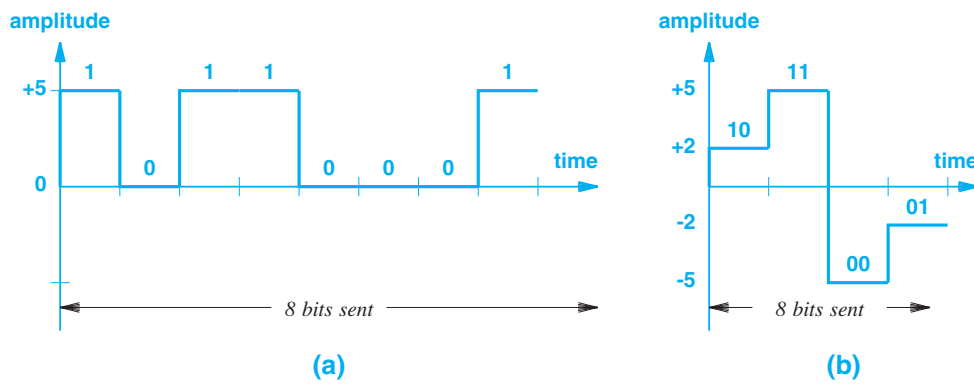 amplitude
1 1 1 1
+5
0 0 0 0
time
0
8 bits sent
(a)
amplitude
11
+5
10
+2
time
01
-2
00
-5
8 bits sent
(b)